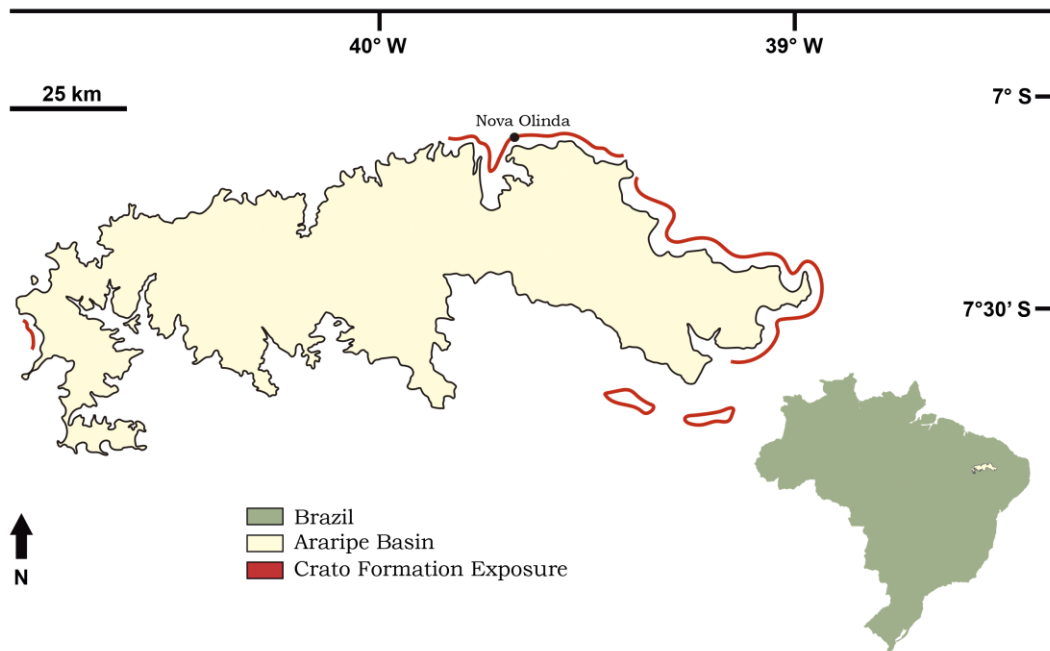 40° W
39° W
25 km
7° S
Nova Olinda
7°30' S
Brazil
Araripe Basin
Crato Formation Exposure
N